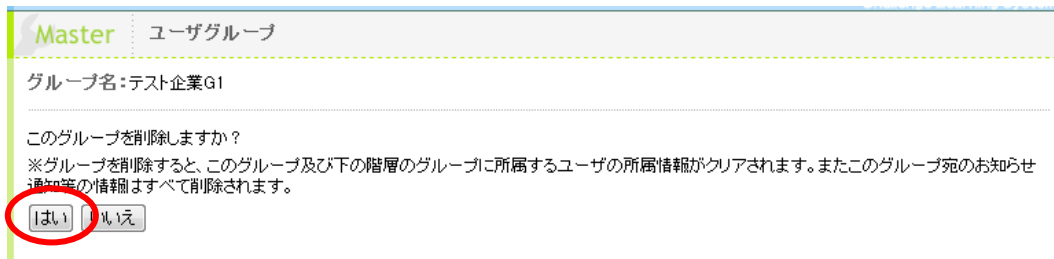 Master ユーザグループ
グループ名：テスト企業G1
このグループを削除しますか？
※グループを削除すると、このグループ及び下の階層のグループに所属するユーザの所属情報がクリアされます。またこのグループ宛のお知らせ
通知等の情報はすべて削除されます。
はい いいえ